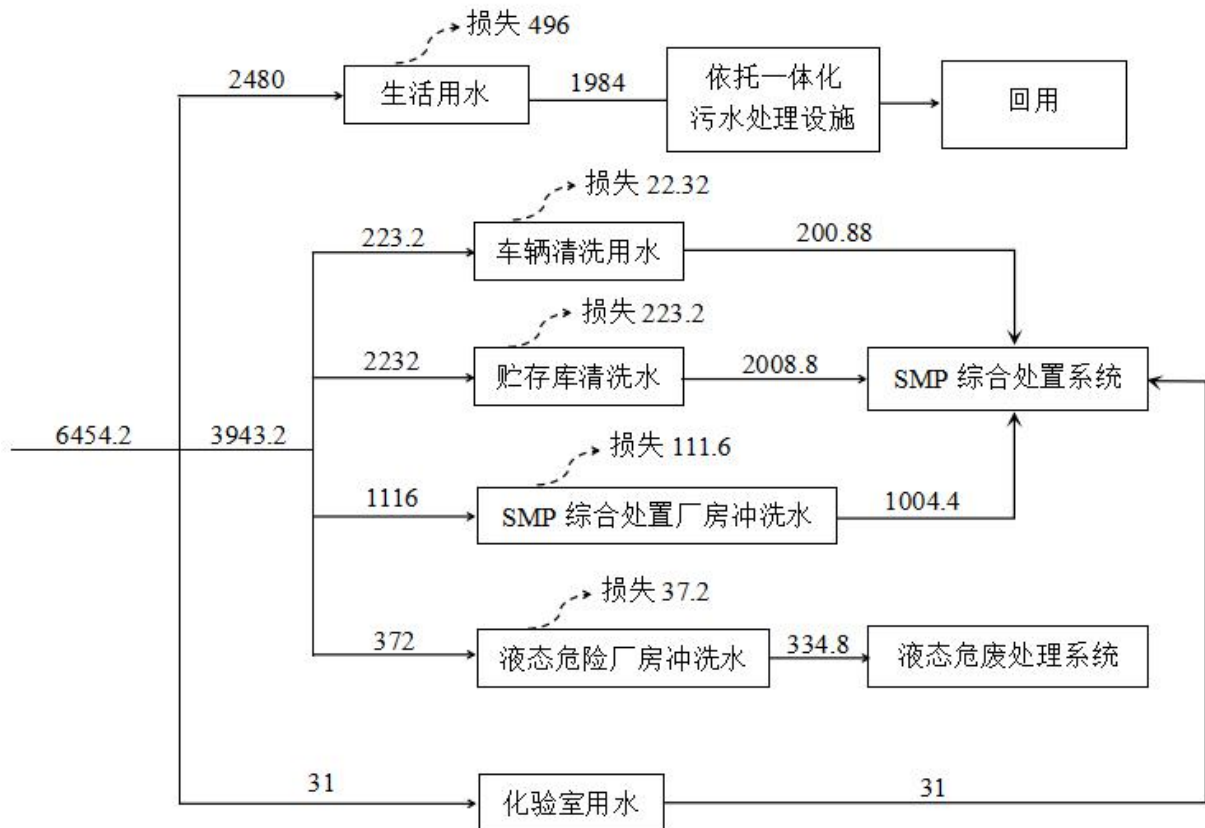 损失 496
2480
生活用水
1984
依托一体化
污水处理设施
回用
损失 22.32
223.2
车辆清洗用水
200.88
损失 223.2
2232
贮存库清洗水
2008.8
SMP 综合处置系统
6454.2
3943.2
损失 111.6
1116
SMP 综合处置厂房冲洗水
1004.4
损失 37.2
372
液态危险厂房冲洗水
334.8
液态危废处理系统
31
化验室用水
31